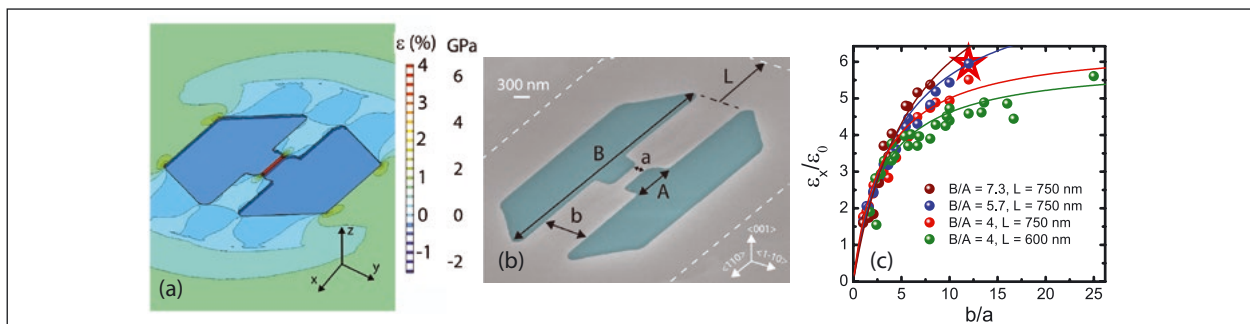 ε (%) GPa
4
3
2
1
0
-1
6
4
2
0
-2
z
x
y
(a)
300 nm
L
B
a
A
b
<001>
<110>
<1-10>
(b)
ε_x/ε_0
6
5
4
3
2
1
0
B/A = 7.3, L = 750 nm
B/A = 5.7, L = 750 nm
B/A = 4, L = 750 nm
B/A = 4, L = 600 nm
(c)
0 5 10 15 20 25
b/a